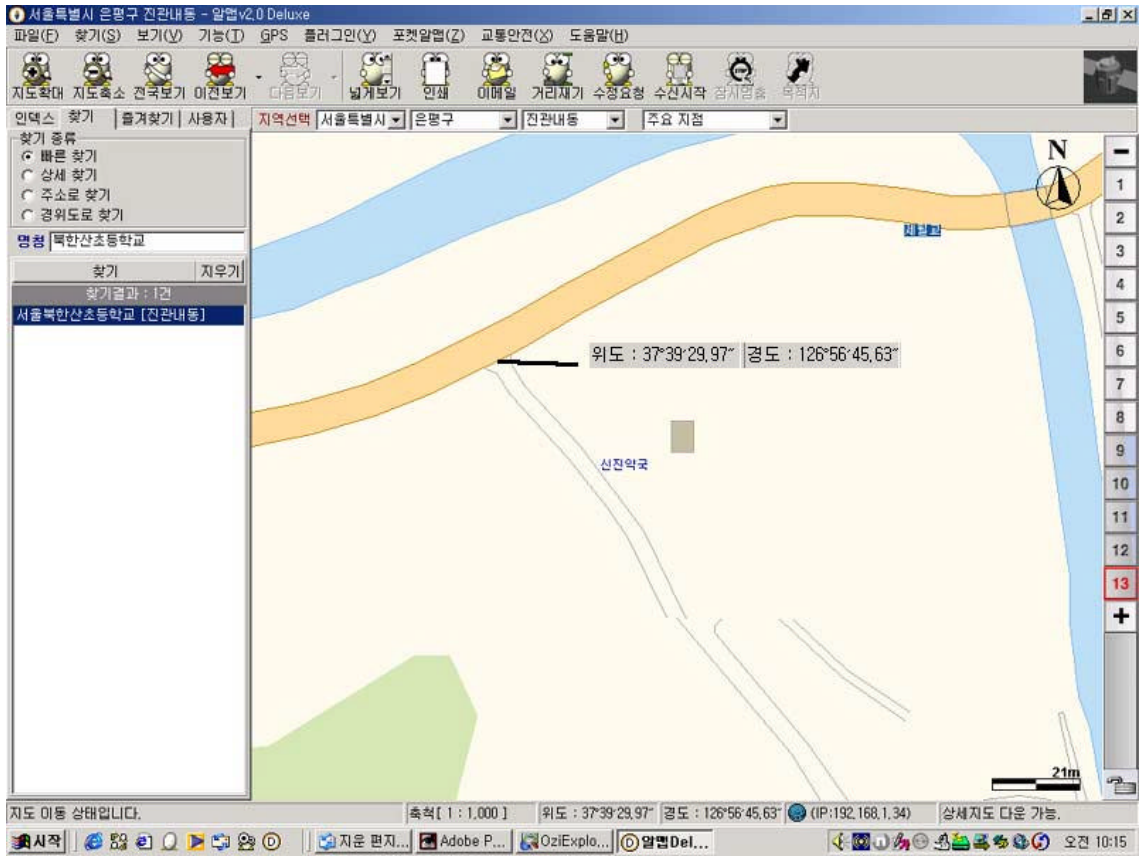 서울특별시 은평구 진관내동 - 알맵v2,0 Deluxe
파일(F) 찾기(S) 보기(V) 기능(T) GPS 플러그인(Y) 포켓알맵(Z) 교통안전(X) 도움말(H)
지도확대 지도축소 전국보기 이전보기 다음보기 넓게보기 인쇄 이메일 거리재기 수정요청 수신시작 잠시멈춤 목적지
인덱스 찾기 즐겨찾기 사용자
지역선택 서울특별시 은평구 진관내동 주요 지점
찾기 종류
빠른 찾기
상세 찾기
주소로 찾기
경위도로 찾기
명칭 북한산초등학교
찾기 지우기
찾기결과 : 1건
서울북한산초등학교 [진관내동]
N
위도 : 37°39′29,97″ 경도 : 126°56′45,63″
선진약국
1
2
3
4
5
6
7
8
9
10
11
12
13
21m
지도 이동 상태입니다. 축척[ 1 : 1,000 ] 위도 : 37°39′29,97″ 경도 : 126°56′45,63″ (IP:192,168,1,34) 상세지도 다운 가능.
시작 지운 편지... Adobe P... OziExplo... 알맵Del... 오전 10:15